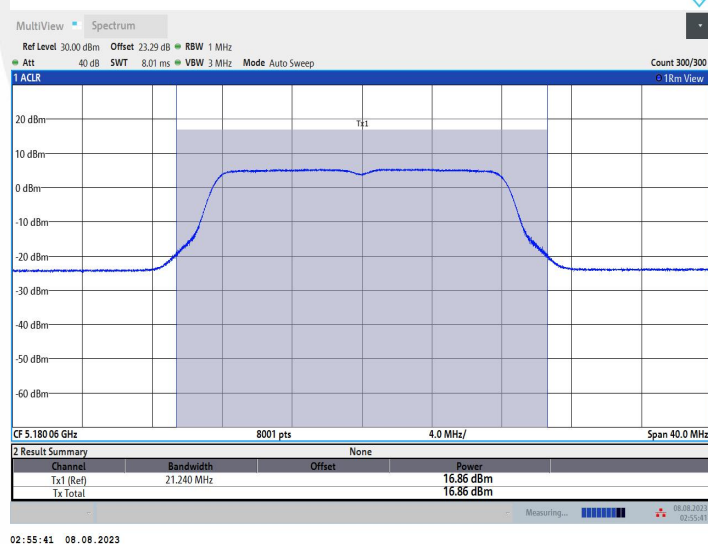 MultiView Spectrum
Ref Level 30.00 dBm Offset 23.29 dB RBW 1 MHz
Att 40 dB SWT 8.01 ms VBW 3 MHz Mode Auto Sweep Count 300/300
1 ACLR 1Rm View
Tx1
20 dBm
10 dBm
0 dBm
-10 dBm
-20 dBm
-30 dBm
-40 dBm
-50 dBm
-60 dBm
CF 5.180 06 GHz 8001 pts 4.0 MHz/ Span 40.0 MHz
2 Result Summary None
Channel Bandwidth Offset Power
Tx1 (Ref) 21.240 MHz 16.86 dBm
Tx Total 16.86 dBm
Measuring... 08.08.2023
02:55:41
02:55:41 08.08.2023